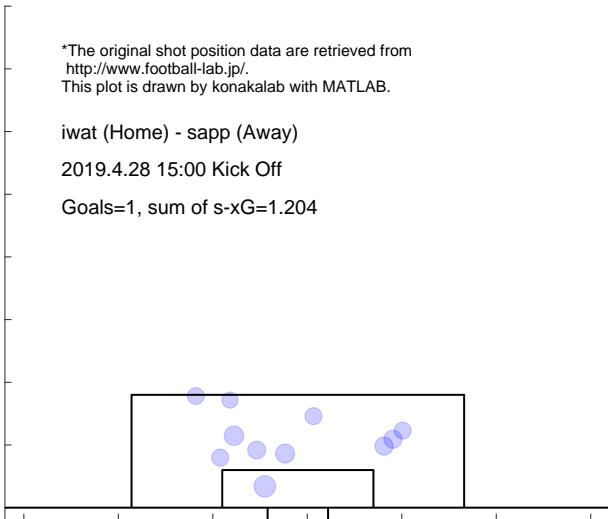 *The original shot position data are retrieved from
http://www.football-lab.jp/.
This plot is drawn by konakalab with MATLAB.
iwat (Home) - sapp (Away)
2019.4.28 15:00 Kick Off
Goals=1, sum of s-xG=1.204